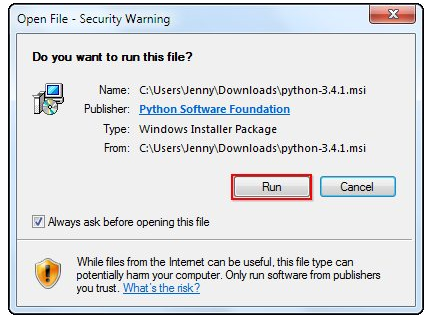 Open File - Security Warning
Do you want to run this file?
Name: C:\Users\Jenny\Downloads\python-3.4.1.msi
Publisher: Python Software Foundation
Type: Windows Installer Package
From: C:\Users\Jenny\Downloads\python-3.4.1.msi
Run Cancel
Always ask before opening this file
While files from the Internet can be useful, this file type can
potentially harm your computer. Only run software from publishers
you trust. What's the risk?